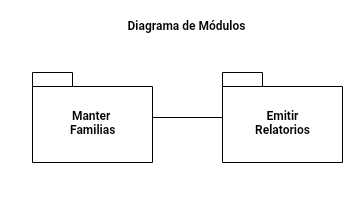 Diagrama de Módulos
Manter
Familias
Emitir
Relatorios